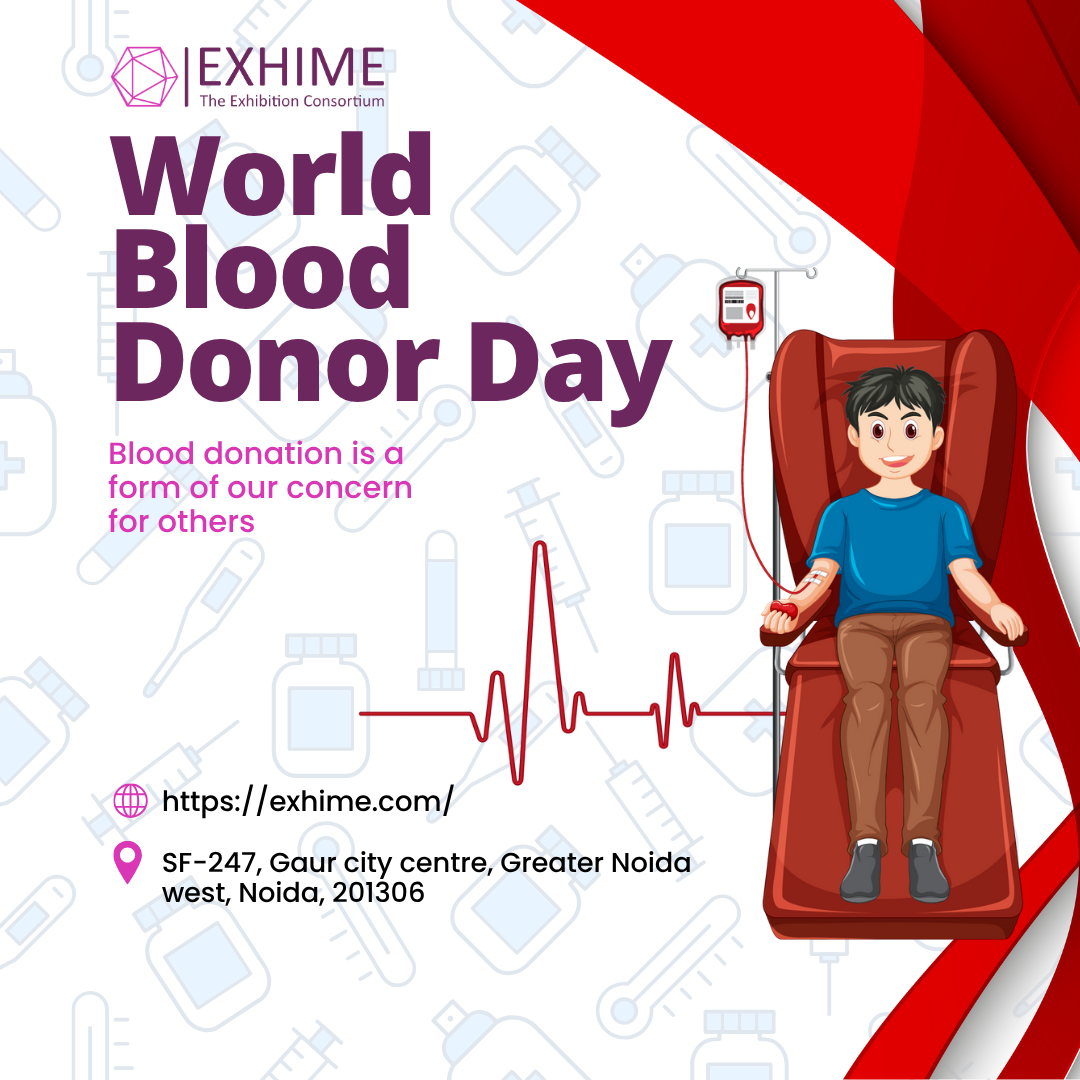 EXHIME
The Exhibition Consortium
World
Blood
Donor Day
Blood donation is a
form of our concern
for others
https://exhime.com/
SF-247, Gaur city centre, Greater Noida
west, Noida, 201306